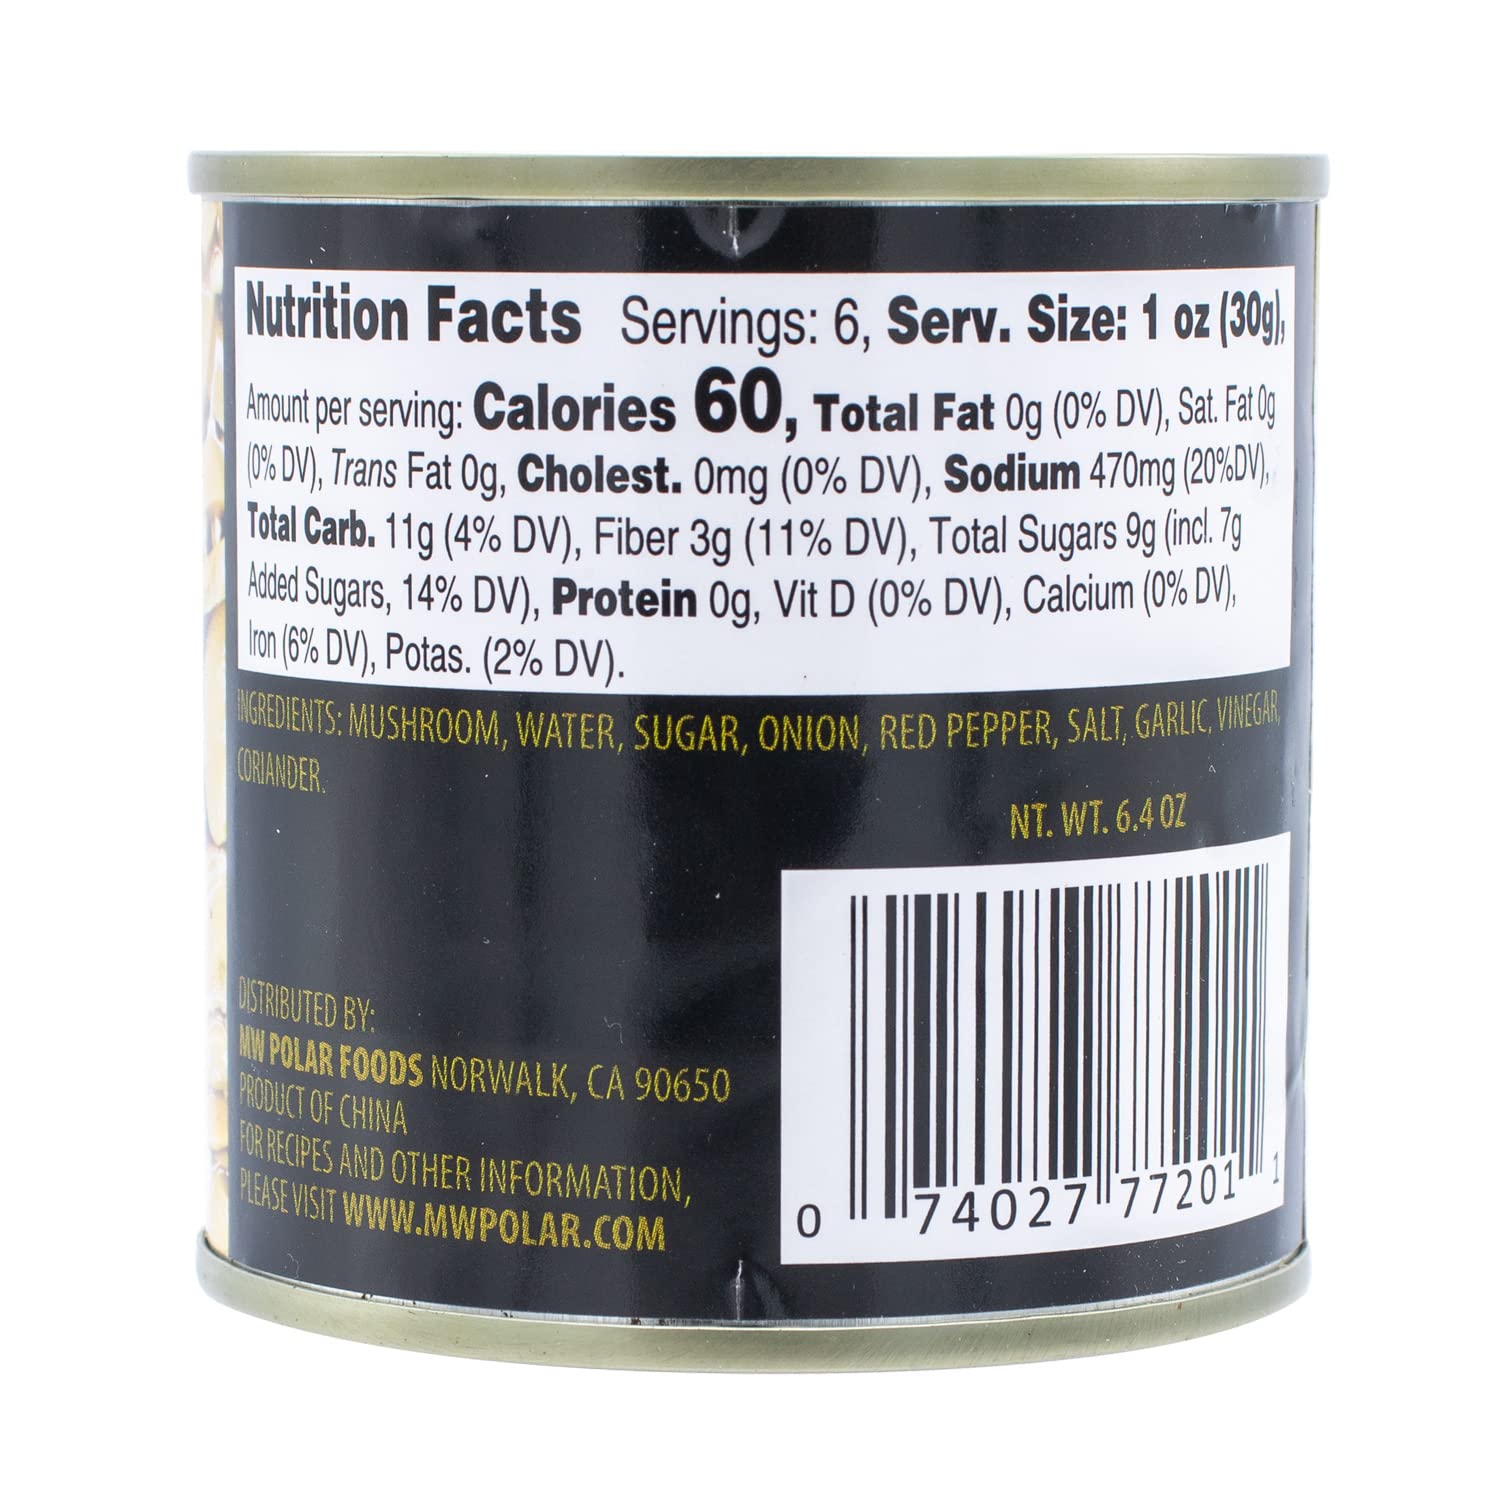 Nutrition Facts Servings: 6, Serv. Size: 1 oz (30g),
Amount per serving: Calories 60, Total Fat 0g (0% DV), Sat. Fat 0g
(0% DV), Trans Fat 0g, Cholest. 0mg (0% DV), Sodium 470mg (20%DV),
Total Carb. 11g (4% DV), Fiber 3g (11% DV), Total Sugars 9g (incl. 7g
Added Sugars, 14% DV), Protein 0g, Vit D (0% DV), Calcium (0% DV),
Iron (6% DV), Potas. (2% DV).
INGREDIENTS: MUSHROOM, WATER, SUGAR, ONION, RED PEPPER, SALT, GARLIC, VINEGAR,
CORIANDER.
NT. WT. 6.4 OZ
DISTRIBUTED BY:
MW POLAR FOODS NORWALK, CA 90650
PRODUCT OF CHINA
FOR RECIPES AND OTHER INFORMATION,
PLEASE VISIT WWW.MWPOLAR.COM
0 74027 77201 1